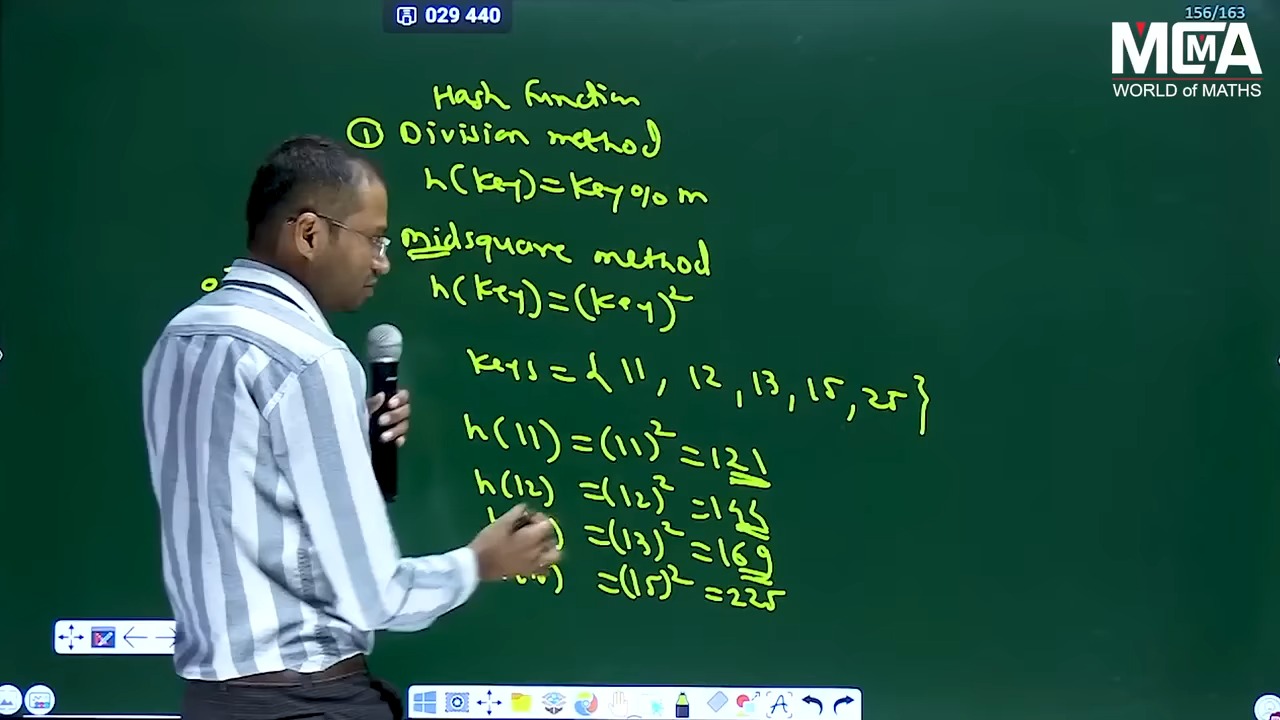 029 440
156/163
MCMA
WORLD of MATHS
Hash Function
① Division method
h(key)=key%m
midsquare method
h(key)=(key)²
keys={11, 12, 13, 15, 25}
h(11)=(11)²=121
h(12)=(12)²=144
=(13)²=169
=(15)²=225